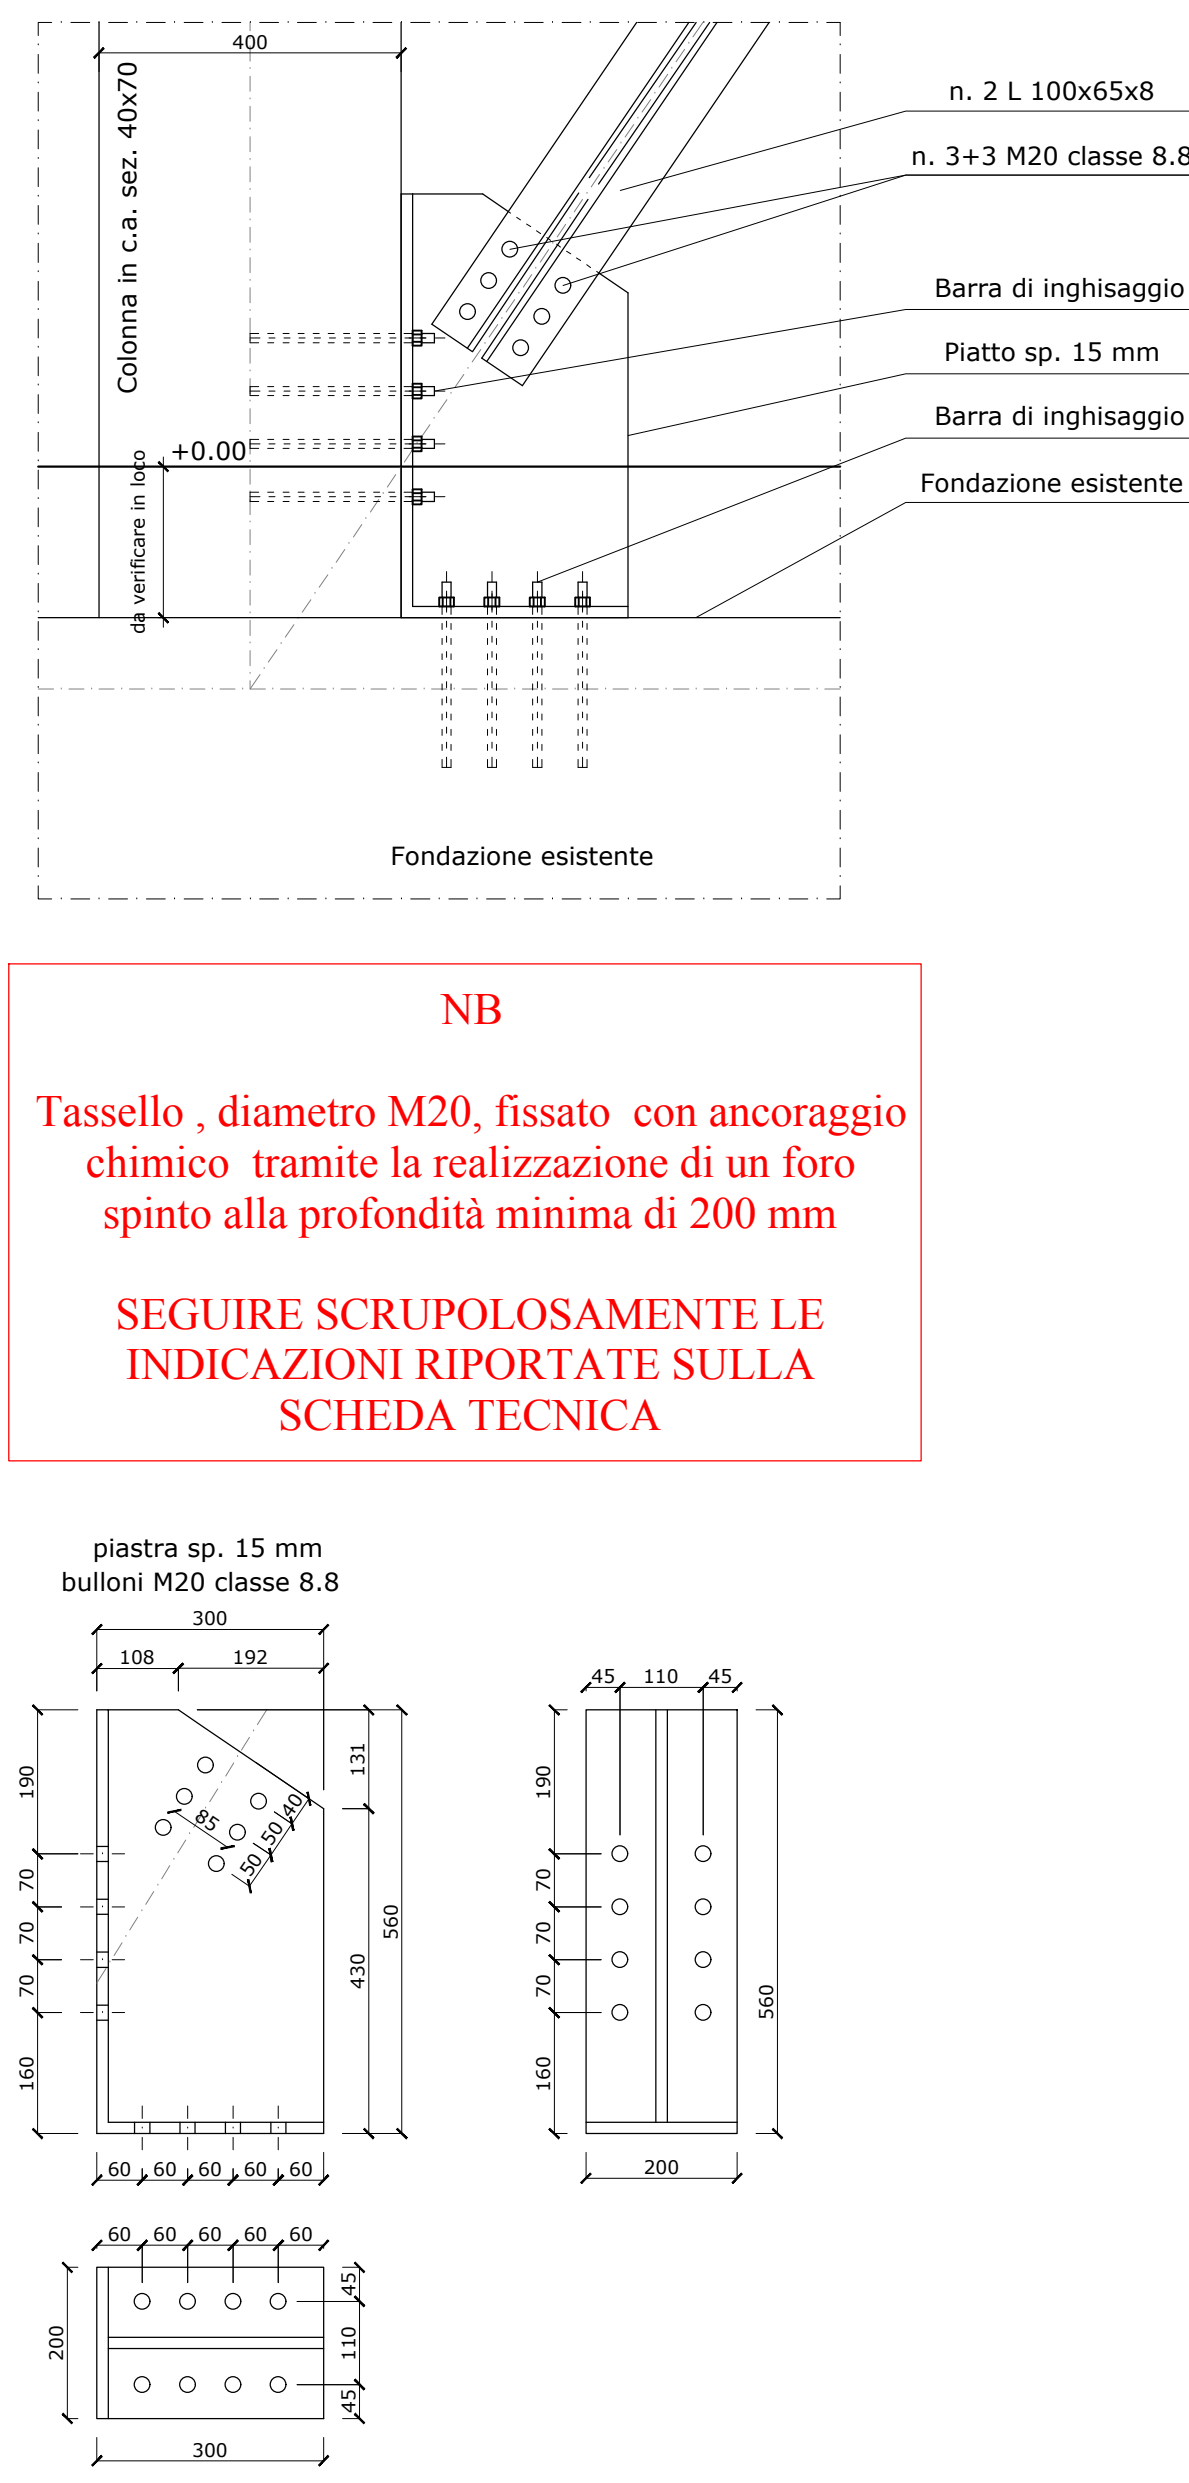 400
Colonna in c.a. sez. 40x70
n. 2 L 100x65x8
n. 3+3 M20 classe 8.8
Barra di inghisaggio
Piatto sp. 15 mm
Barra di inghisaggio
Fondazione esistente
+0.00
da verificare in loco
Fondazione esistente
NB
Tassello , diametro M20, fissato con ancoraggio
chimico tramite la realizzazione di un foro
spinto alla profondità minima di 200 mm
SEGUIRE SCRUPOLOSAMENTE LE
INDICAZIONI RIPORTATE SULLA
SCHEDA TECNICA
piastra sp. 15 mm
bulloni M20 classe 8.8
300
108 192
190
70
70
70
160
85
40
50
50
131
430
560
60 60 60 60 60
45 110 45
190
70
70
70
160
560
200
60 60 60 60 60
200
45
110
45
300